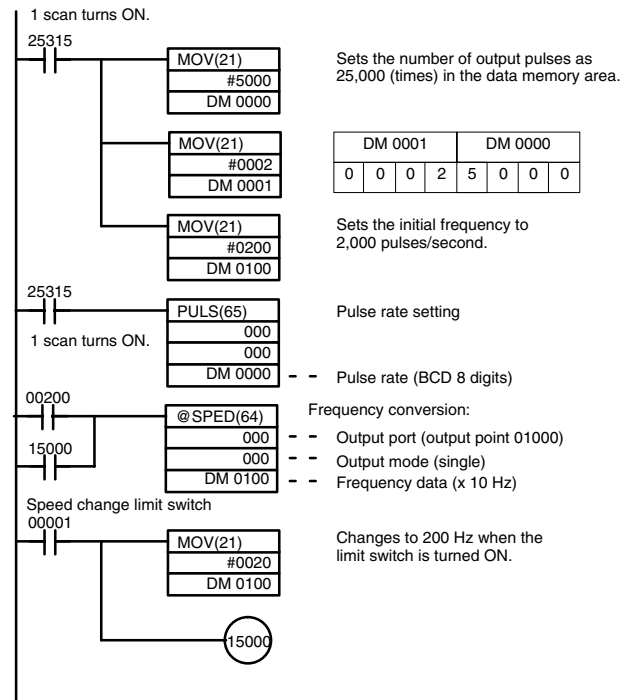 1 scan turns ON.
25315
MOV(21)
#5000
DM 0000
Sets the number of output pulses as
25,000 (times) in the data memory area.
MOV(21)
#0002
DM 0001
DM 0001 DM 0000
0 0 0 2 5 0 0 0
MOV(21)
#0200
DM 0100
Sets the initial frequency to
2,000 pulses/second.
25315
1 scan turns ON.
PULS(65)
000
000
DM 0000
Pulse rate setting
Pulse rate (BCD 8 digits)
00200
15000
@SPED(64)
000
000
DM 0100
Frequency conversion:
Output port (output point 01000)
Output mode (single)
Frequency data (x 10 Hz)
Speed change limit switch
00001
MOV(21)
#0020
DM 0100
Changes to 200 Hz when the
limit switch is turned ON.
15000